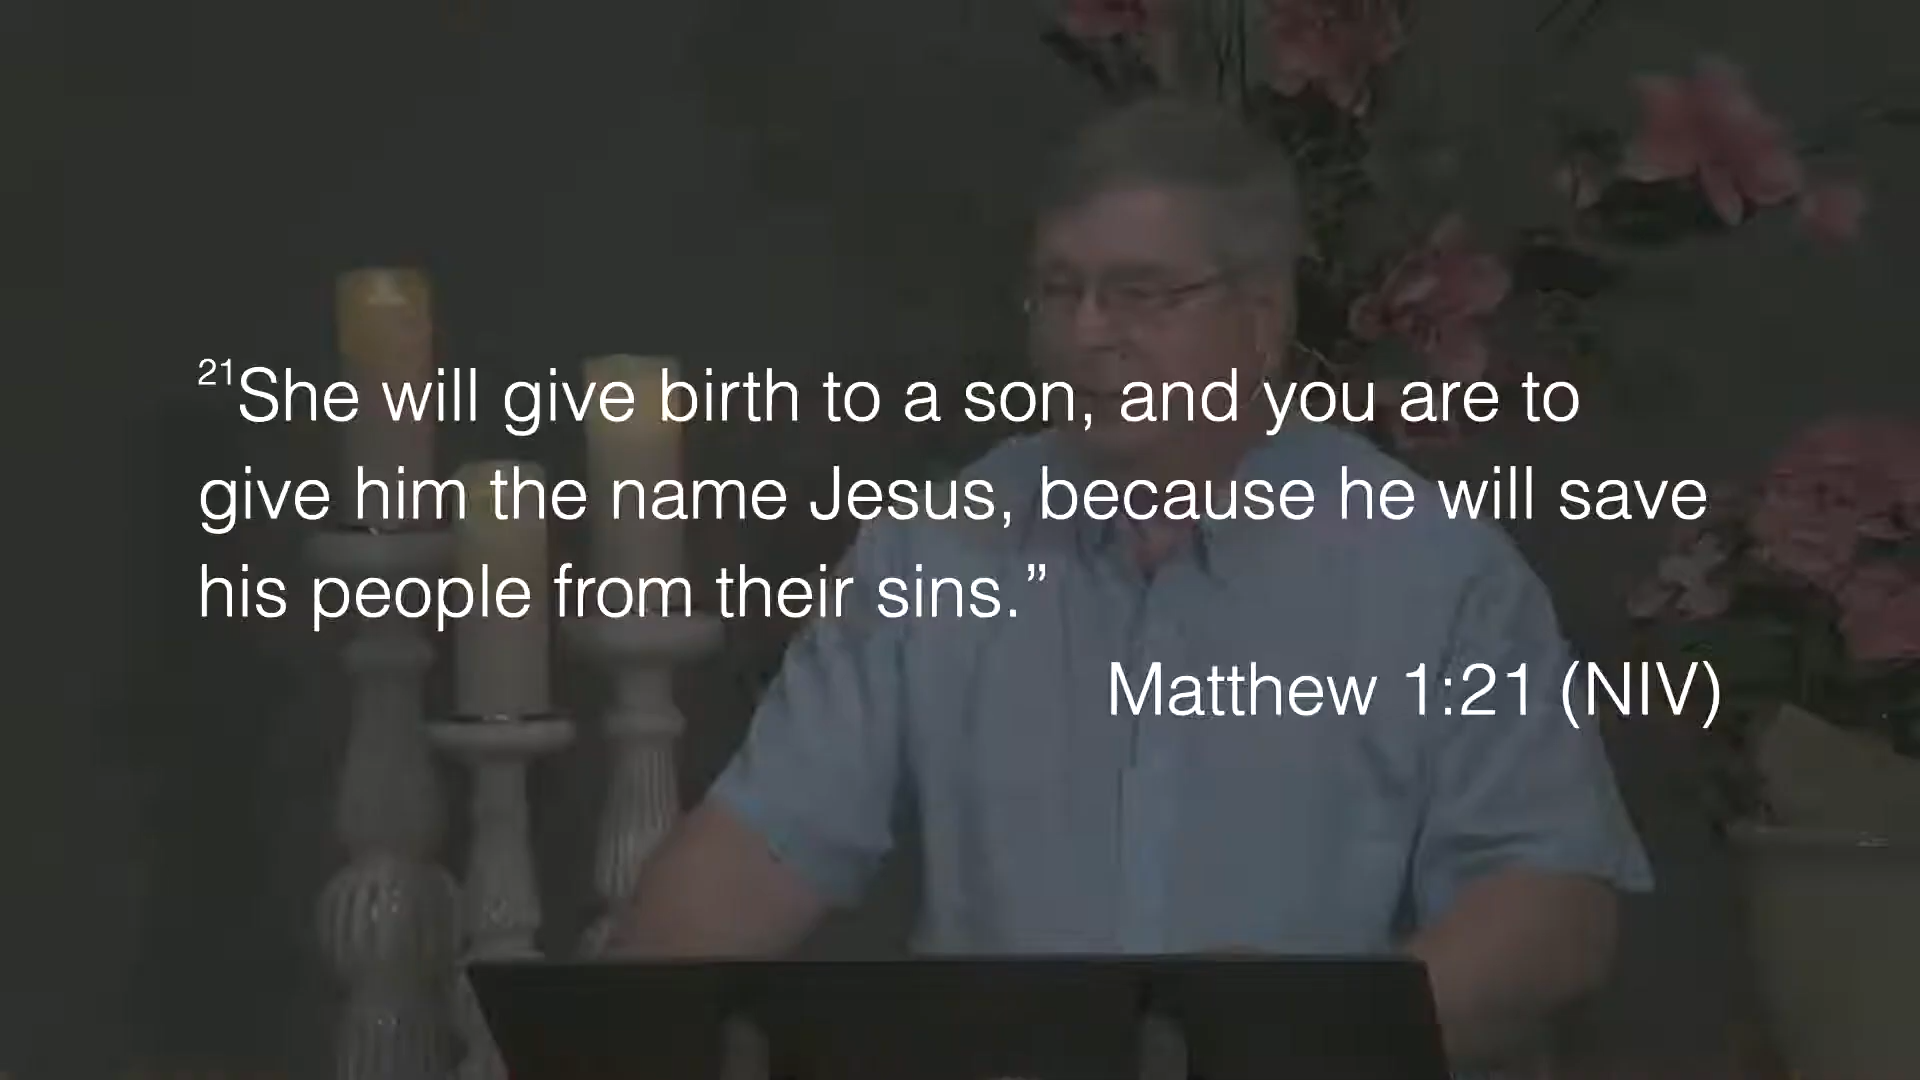 ²¹She will give birth to a son, and you are to
give him the name Jesus, because he will save
his people from their sins.”
Matthew 1:21 (NIV)